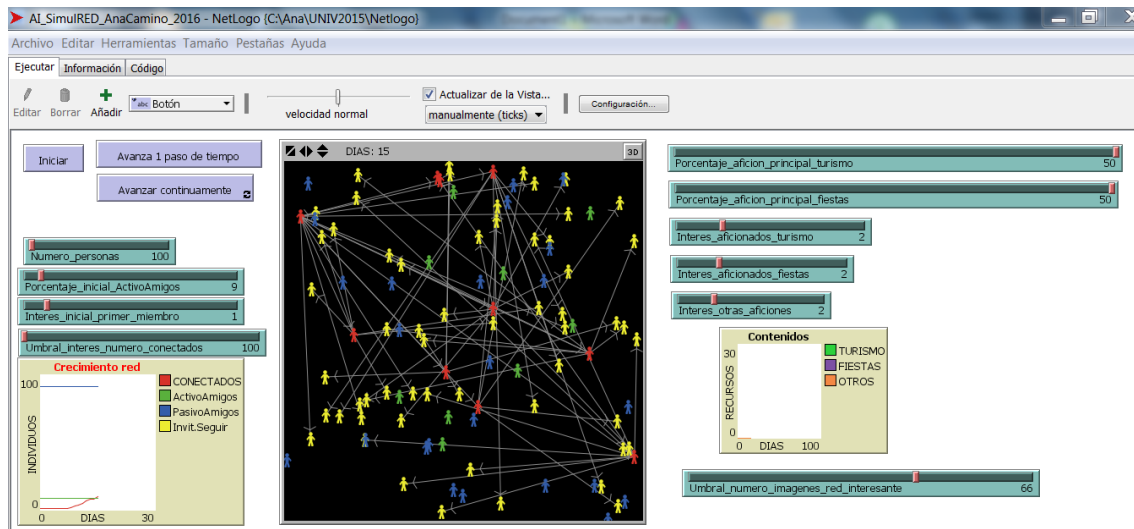 AI_SimulRED_AnaCamino_2016 - NetLogo {C:\Ana\UNIV2015\Netlogo}
Archivo Editar Herramientas Tamaño Pestañas Ayuda
Ejecutar Información Código
Editar Borrar Añadir
abc Botón
velocidad normal
Actualizar de la Vista...
manualmente (ticks)
Configuración...
Iniciar
Avanza 1 paso de tiempo
Avanzar continuamente
Numero_personas 100
Porcentaje_inicial_ActivoAmigos 9
Interes_inicial_primer_miembro 1
Umbral_interes_numero_conectados 100
Crecimiento red
INDIVIDUOS
100
0
0 DIAS 30
CONECTADOS
ActivoAmigos
PasivoAmigos
Invit.Seguir
DIAS: 15
3D
Porcentaje_aficion_principal_turismo 50
Porcentaje_aficion_principal_fiestas 50
Interes_aficionados_turismo 2
Interes_aficionados_fiestas 2
Interes_otras_aficiones 2
Contenidos
RECURSOS
30
0
0 DIAS 100
TURISMO
FIESTAS
OTROS
Umbral_numero_imagenes_red_interesante 66